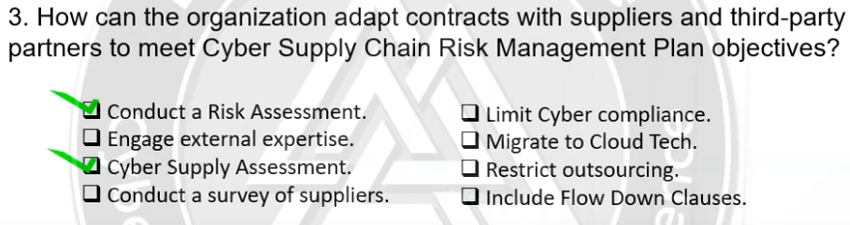 3. How can the organization adapt contracts with suppliers and third-party
partners to meet Cyber Supply Chain Risk Management Plan objectives?
Conduct a Risk Assessment.
Engage external expertise.
Cyber Supply Assessment.
Conduct a survey of suppliers.
Limit Cyber compliance.
Migrate to Cloud Tech.
Restrict outsourcing.
Include Flow Down Clauses.